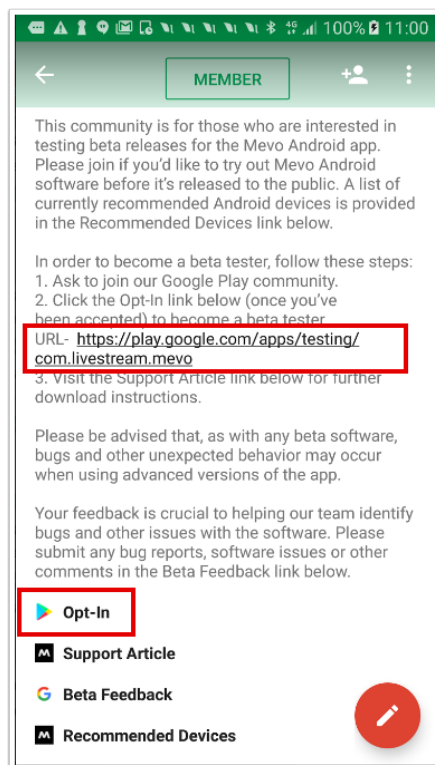 4G 100% 11:00
MEMBER
This community is for those who are interested in
testing beta releases for the Mevo Android app.
Please join if you'd like to try out Mevo Android
software before it's released to the public. A list of
currently recommended Android devices is provided
in the Recommended Devices link below.
In order to become a beta tester, follow these steps:
1. Ask to join our Google Play community.
2. Click the Opt-In link below (once you've
been accepted) to become a beta tester
URL- https://play.google.com/apps/testing/
com.livestream.mevo
3. Visit the Support Article link below for further
download instructions.
Please be advised that, as with any beta software,
bugs and other unexpected behavior may occur
when using advanced versions of the app.
Your feedback is crucial to helping our team identify
bugs and other issues with the software. Please
submit any bug reports, software issues or other
comments in the Beta Feedback link below.
Opt-In
Support Article
Beta Feedback
Recommended Devices